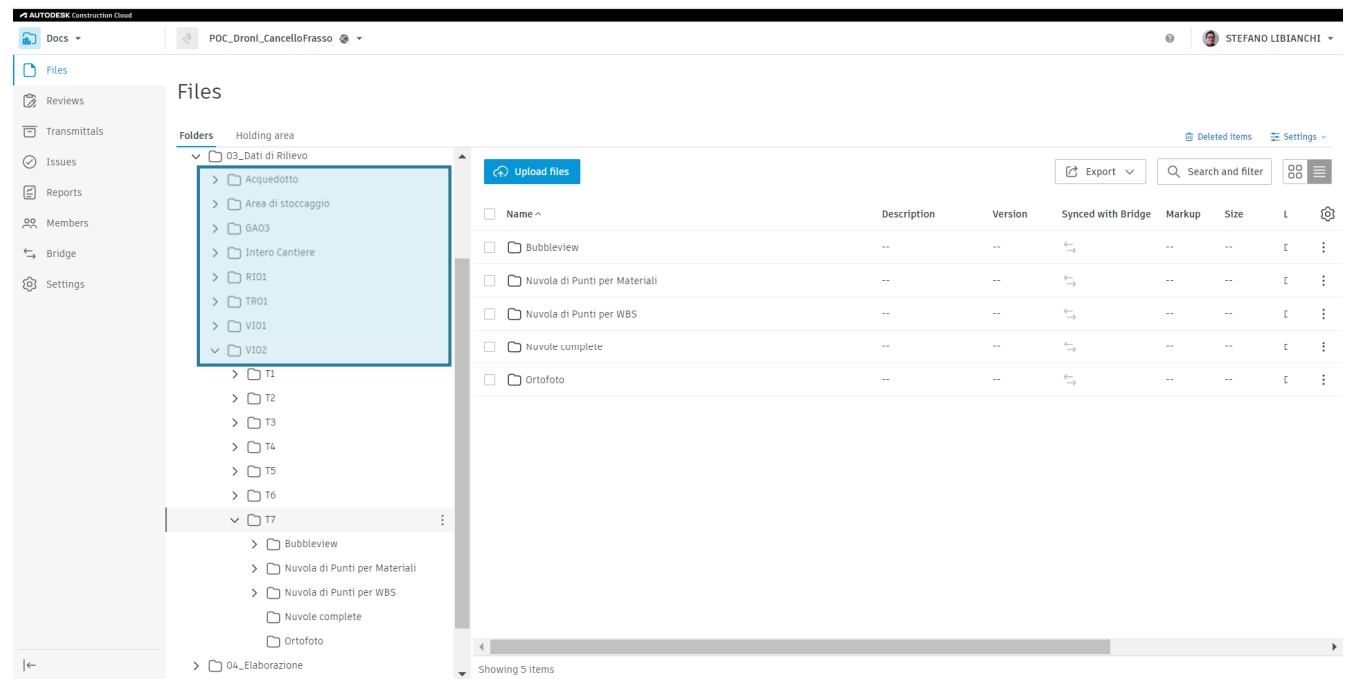 AUTODESK Construction Cloud
Docs
POC_Droni_CancelloFrasso
STEFANO LIBIANCHI
Files
Reviews
Transmittals
Issues
Reports
Members
Bridge
Settings
Files
Folders Holding area
Deleted items Settings
03_Dati di Rilievo
Acquedotto
Area di stoccaggio
GA03
Intero Cantiere
RI01
TR01
VI01
VI02
T1
T2
T3
T4
T5
T6
T7
Bubbleview
Nuvola di Punti per Materiali
Nuvola di Punti per WBS
Nuvole complete
Ortofoto
04_Elaborazione
Upload files
Export
Search and filter
Name Description Version Synced with Bridge Markup Size L
Bubbleview -- -- -- --
Nuvola di Punti per Materiali -- -- -- --
Nuvola di Punti per WBS -- -- -- --
Nuvole complete -- -- -- --
Ortofoto -- -- -- --
Showing 5 items